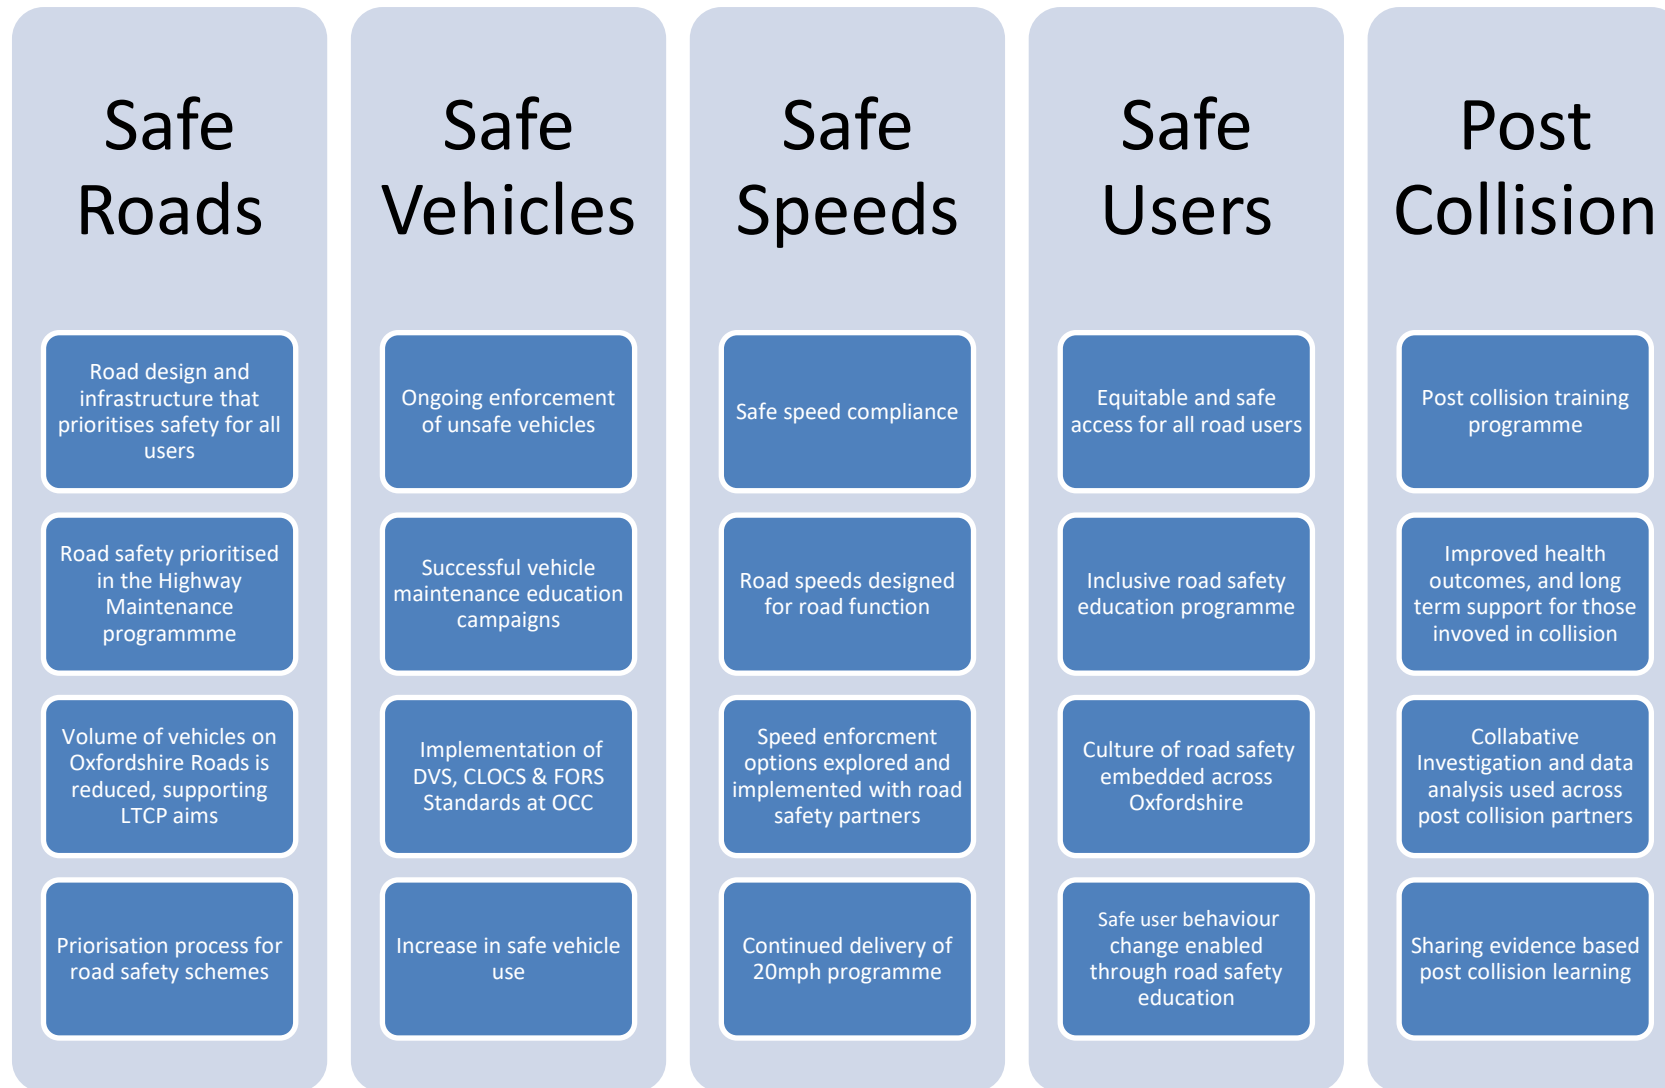 Safe
Roads
Road design and
infrastructure that
prioritises safety for all
users
Road safety prioritised
in the Highway
Maintenance
programmme
Volume of vehicles on
Oxfordshire Roads is
reduced, supporting
LTCP aims
Priorisation process for
road safety schemes
Safe
Vehicles
Ongoing enforcement
of unsafe vehicles
Successful vehicle
maintenance education
campaigns
Implementation of
DVS, CLOCS & FORS
Standards at OCC
Increase in safe vehicle
use
Safe
Speeds
Safe speed compliance
Road speeds designed
for road function
Speed enforcment
options explored and
implemented with road
safety partners
Continued delivery of
20mph programme
Safe
Users
Equitable and safe
access for all road users
Inclusive road safety
education programme
Culture of road safety
embedded across
Oxfordshire
Safe user behaviour
change enabled
through road safety
education
Post
Collision
Post collision training
programme
Improved health
outcomes, and long
term support for those
invoved in collision
Collabative
Investigation and data
analysis used across
post collision partners
Sharing evidence based
post collision learning